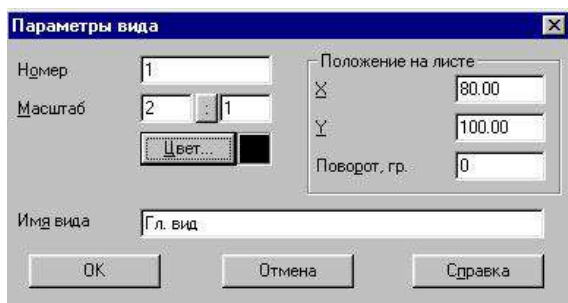 Параметры вида
Номер 1
Масштаб 2 : 1
Цвет...
Положение на листе
X 80.00
Y 100.00
Поворот, гр. 0
Имя вида Гл. вид
OK Отмена Справка